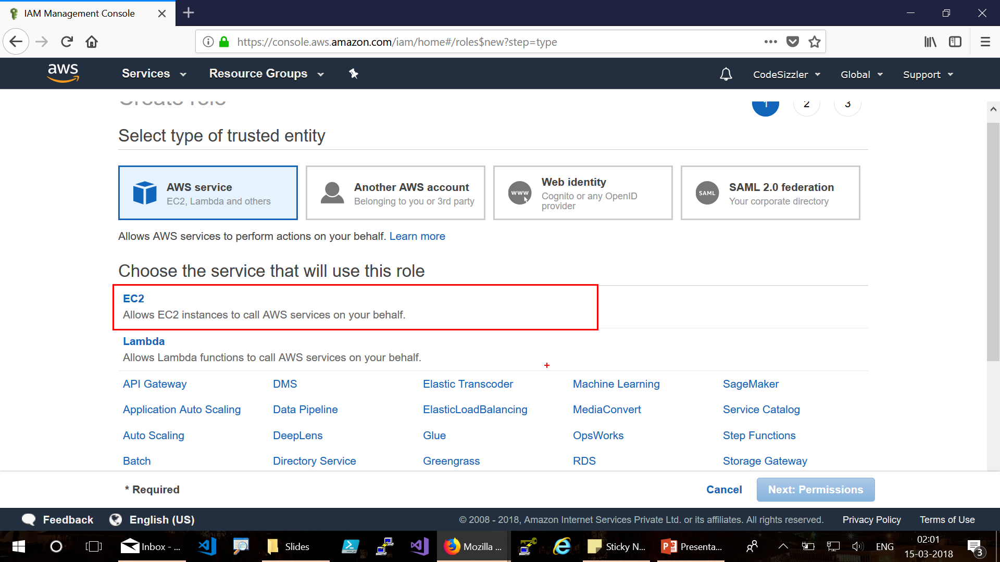 IAM Management Console
https://console.aws.amazon.com/iam/home#/roles$new?step=type
aws Services Resource Groups CodeSizzler Global Support
Create role 1 2 3
Select type of trusted entity
AWS service
EC2, Lambda and others
Another AWS account
Belonging to you or 3rd party
www
Web identity
Cognito or any OpenID
provider
SAML
SAML 2.0 federation
Your corporate directory
Allows AWS services to perform actions on your behalf. Learn more
Choose the service that will use this role
EC2
Allows EC2 instances to call AWS services on your behalf.
Lambda
Allows Lambda functions to call AWS services on your behalf.
API Gateway DMS Elastic Transcoder Machine Learning SageMaker
Application Auto Scaling Data Pipeline ElasticLoadBalancing MediaConvert Service Catalog
Auto Scaling DeepLens Glue OpsWorks Step Functions
Batch Directory Service Greengrass RDS Storage Gateway
* Required Cancel Next: Permissions
Feedback English (US) © 2008 - 2018, Amazon Internet Services Private Ltd. or its affiliates. All rights reserved. Privacy Policy Terms of Use
Inbox - ... Slides Mozilla ... Sticky N... Presenta... ENG 02:01
15-03-2018 3